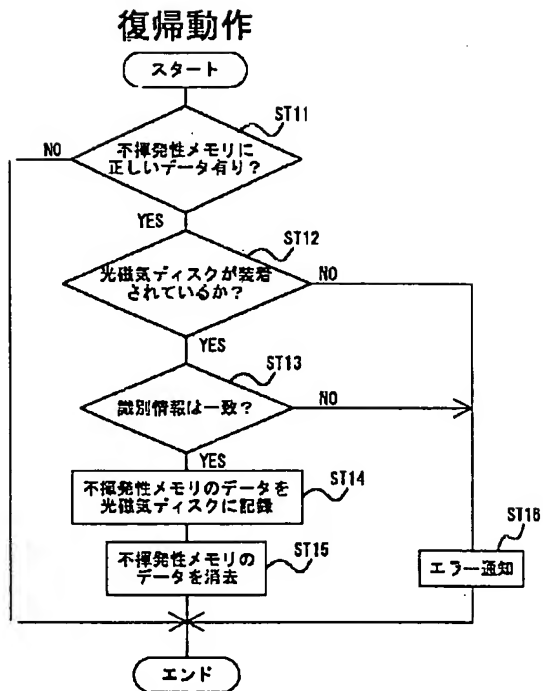 復帰動作
スタート
ST11
NO
不揮発性メモリに
正しいデータ有り？
YES
ST12
光磁気ディスクが装着
されているか？
NO
YES
ST13
識別情報は一致？
NO
YES
不揮発性メモリのデータを
光磁気ディスクに記録
ST14
不揮発性メモリの
データを消去
ST15
ST16
エラー通知
エンド